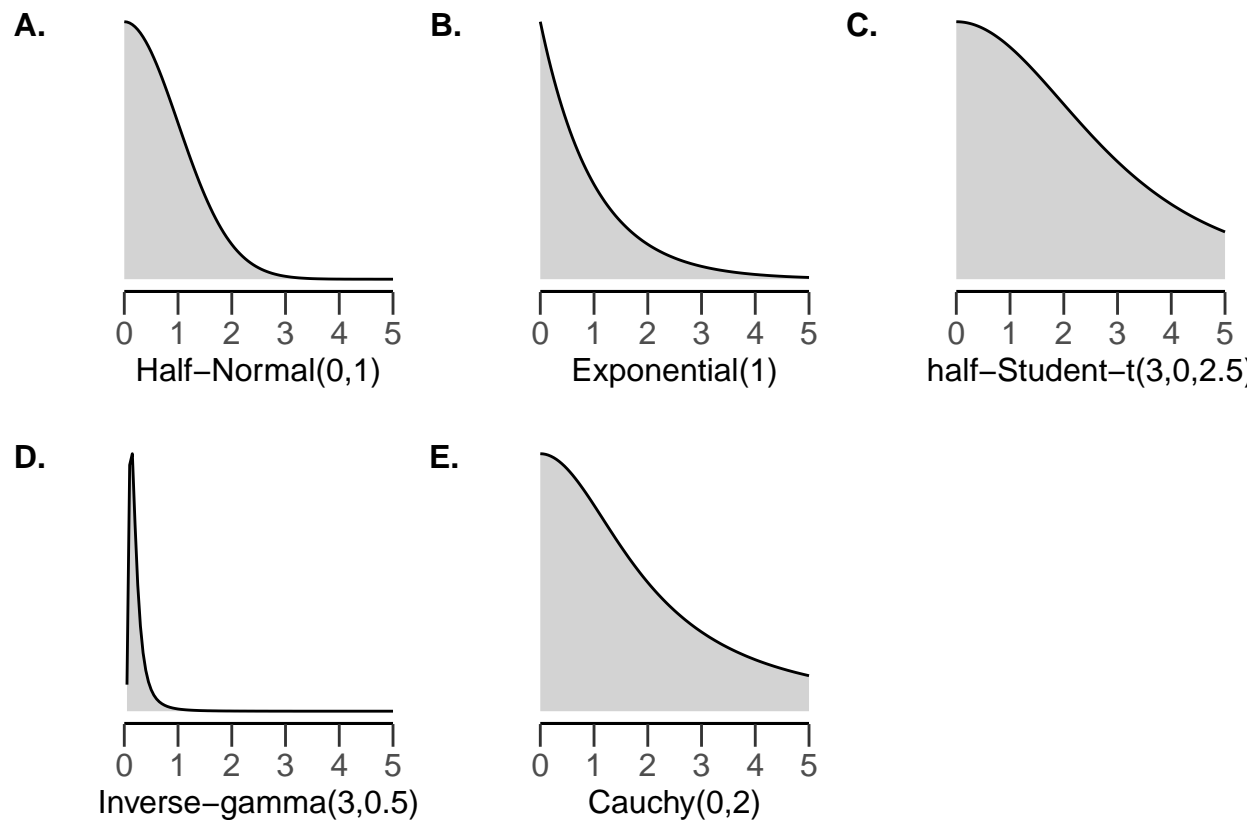 A. B. C.
0 1 2 3 4 5 0 1 2 3 4 5 0 1 2 3 4 5
Half−Normal(0,1) Exponential(1) half−Student−t(3,0,2.5)
D. E.
0 1 2 3 4 5 0 1 2 3 4 5
Inverse−gamma(3,0.5) Cauchy(0,2)